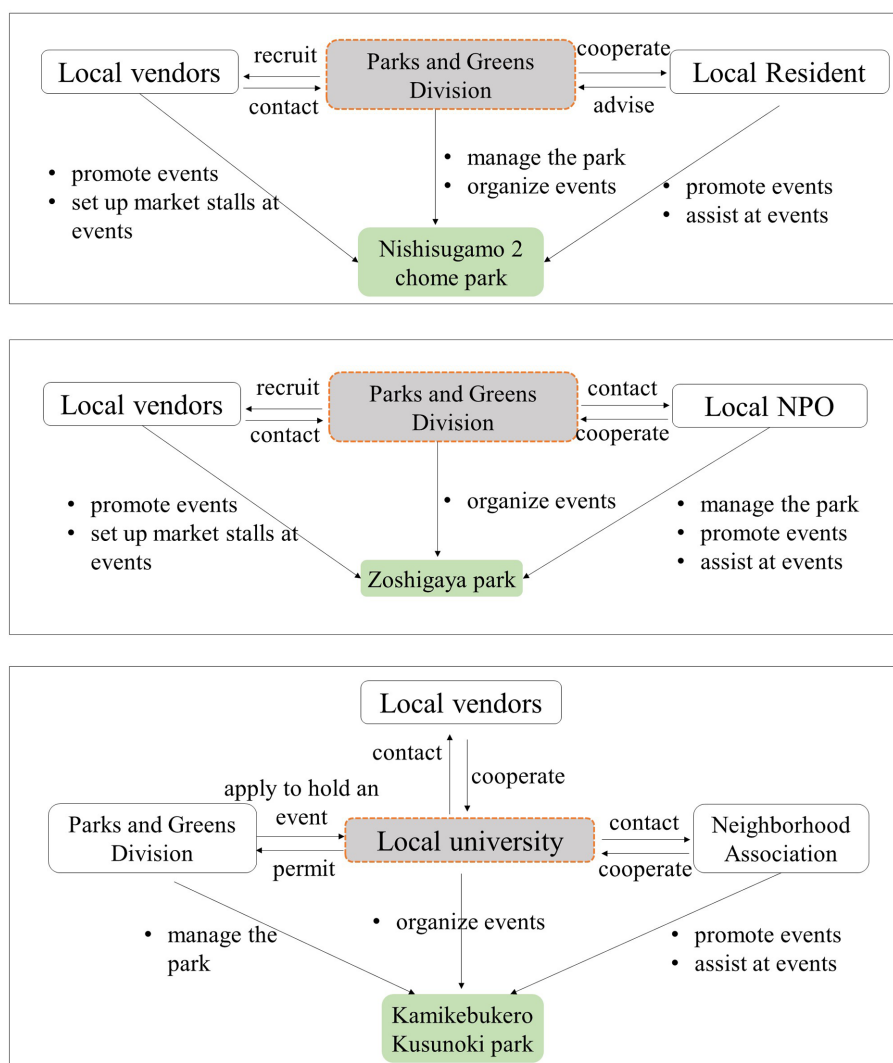 recruit
cooperate
Local vendors
Parks and Greens
Division
Local Resident
contact
advise
• promote events
• set up market stalls at
events
• manage the park
• organize events
• promote events
• assist at events
Nishisugamo 2
chome park
recruit
contact
Local vendors
Parks and Greens
Division
Local NPO
contact
cooperate
• promote events
• set up market stalls at
events
• organize events
• manage the park
• promote events
• assist at events
Zoshigaya park
Local vendors
contact
cooperate
apply to hold an
event
Parks and Greens
Division
Local university
contact
Neighborhood
Association
permit
cooperate
• manage the
park
• organize events
• promote events
• assist at events
Kamikebukero
Kusunoki park